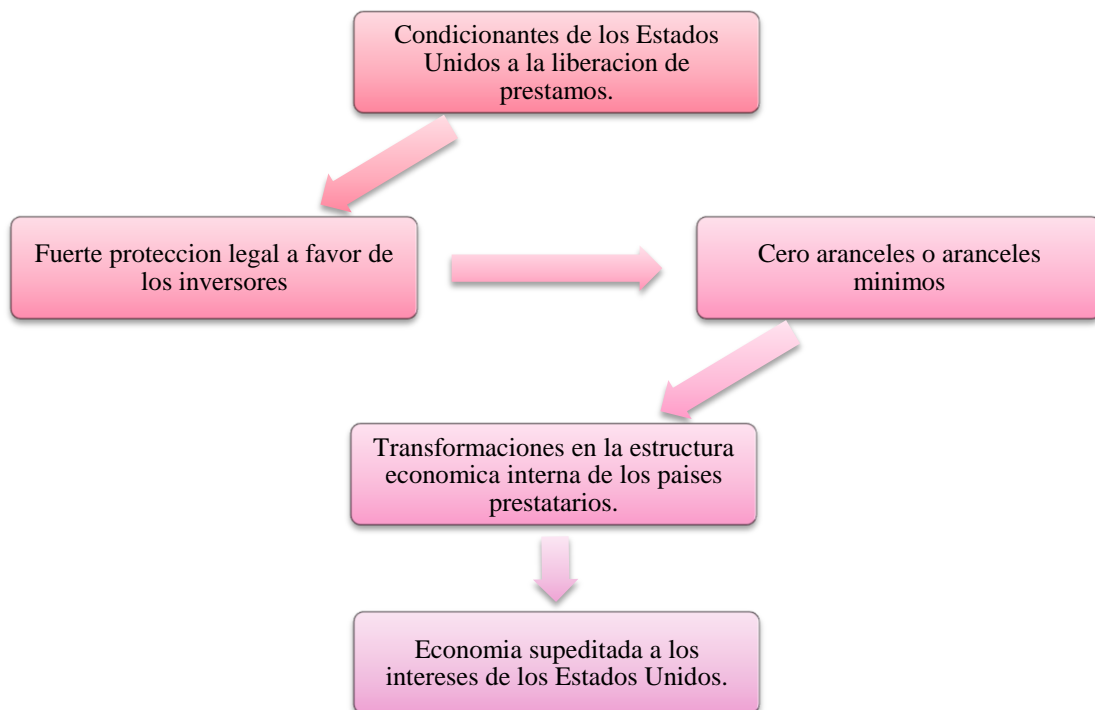 Condicionantes de los Estados
Unidos a la liberacion de
prestamos.
Fuerte proteccion legal a favor de
los inversores
Cero aranceles o aranceles
minimos
Transformaciones en la estructura
economica interna de los paises
prestatarios.
Economia supeditada a los
intereses de los Estados Unidos.